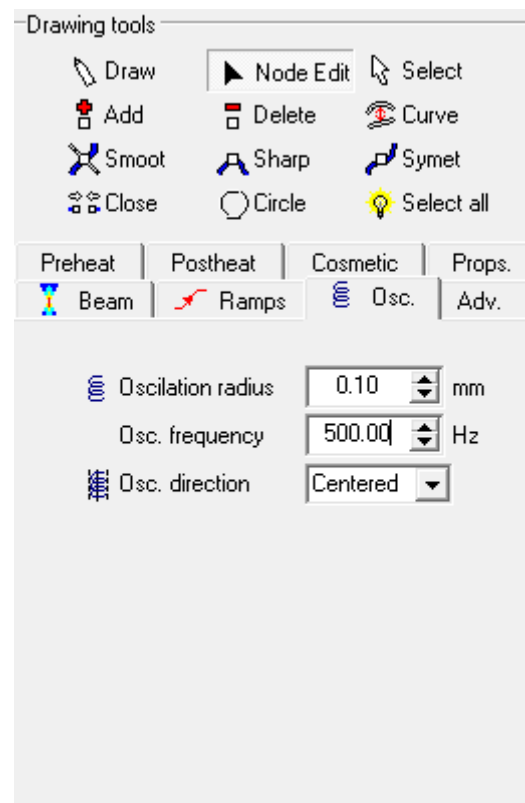 Drawing tools
Draw Node Edit Select
Add Delete Curve
Smoot Sharp Symet
Close Circle Select all
Preheat Postheat Cosmetic Props.
Beam Ramps Osc. Adv.
Oscilation radius 0.10 mm
Osc. frequency 500.00 Hz
Osc. direction Centered